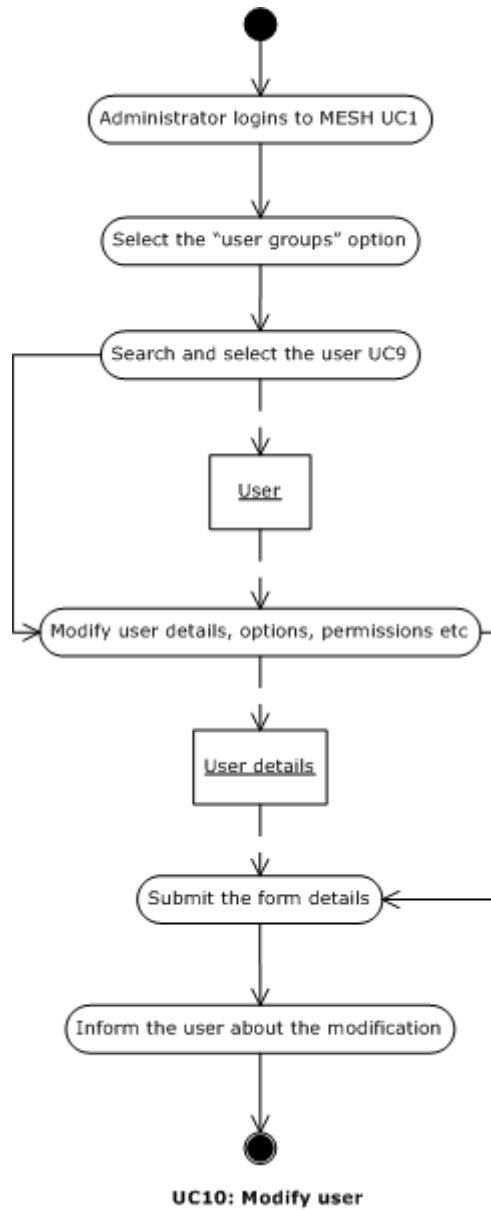 Administrator logins to MESH UC1
Select the “user groups” option
Search and select the user UC9
User
Modify user details, options, permissions etc
User details
Submit the form details
Inform the user about the modification
UC10: Modify user